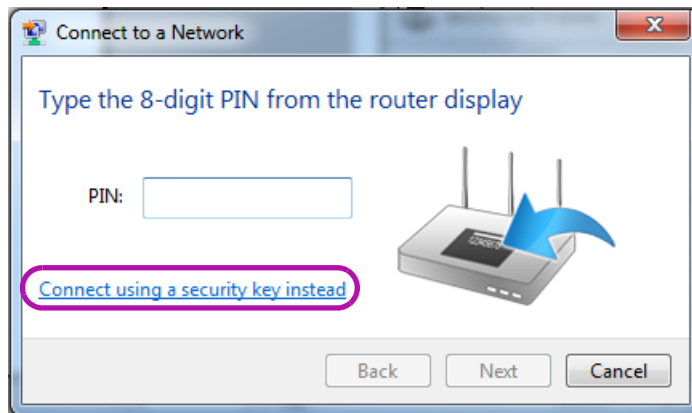 Connect to a Network
Type the 8-digit PIN from the router display
PIN:
12345670
Connect using a security key instead
Back Next Cancel